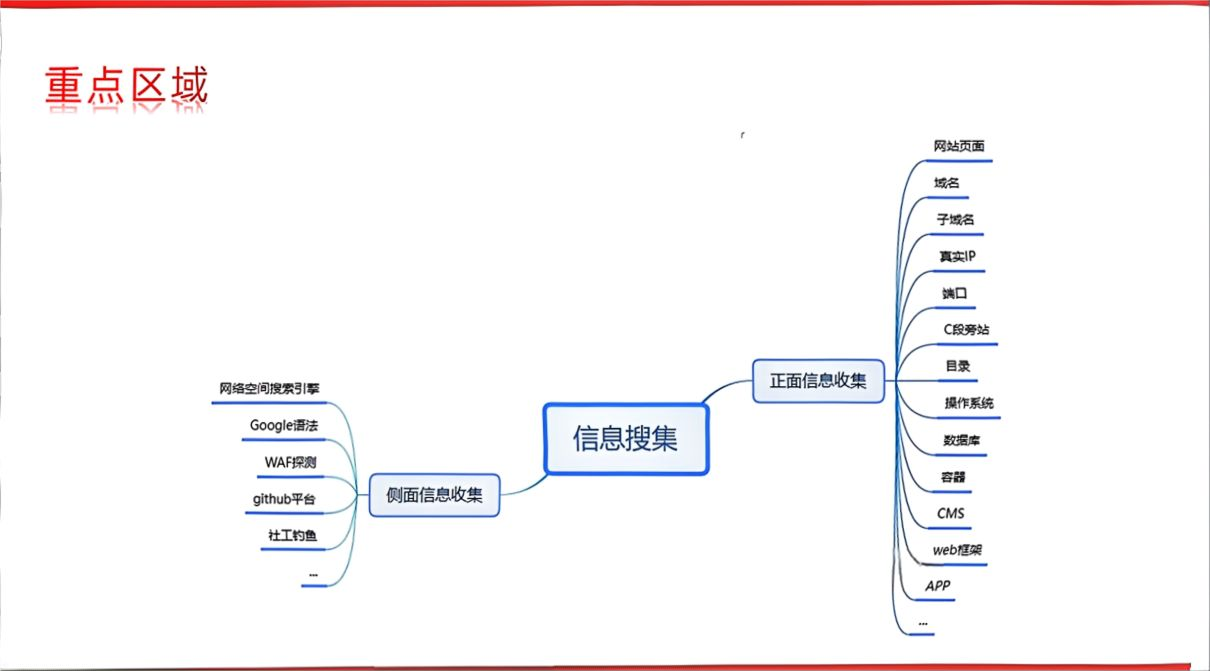 重点区域
网站页面
域名
子域名
真实IP
端口
C段旁站
目录
操作系统
数据库
容器
CMS
web框架
APP
...
正面信息收集
信息搜集
侧面信息收集
网络空间搜索引擎
Google语法
WAF探测
github平台
社工钓鱼
...